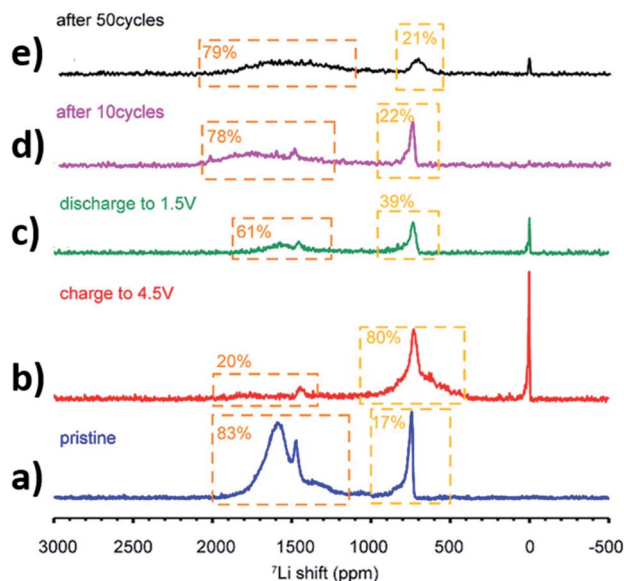 after 50cycles
e)
79%
21%
after 10cycles
d)
78%
22%
discharge to 1.5V
c)
61%
39%
charge to 4.5V
b)
20%
80%
pristine
a)
83%
17%
3000 2500 2000 1500 1000 500 0 -500
⁷Li shift (ppm)